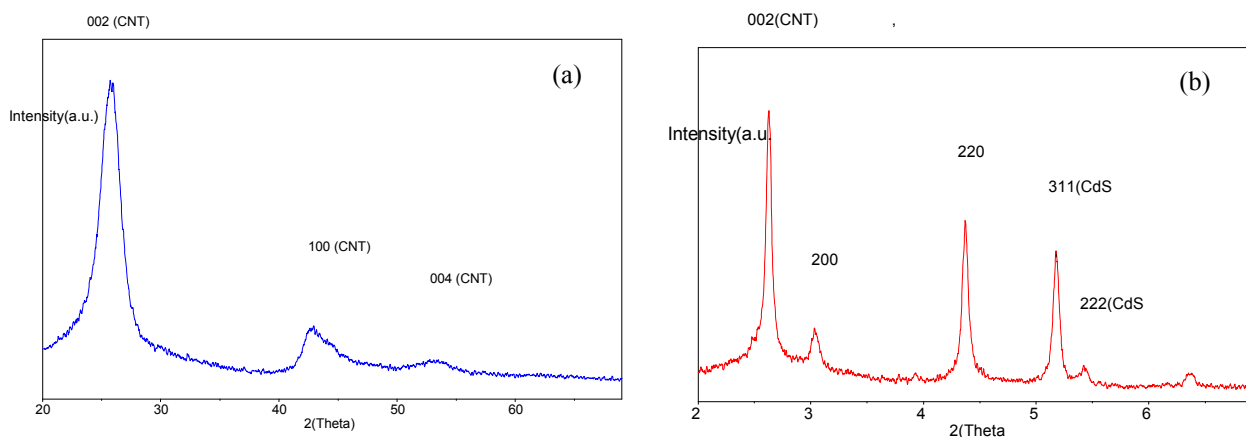 002 (CNT)
(a)
Intensity(a.u.)
100 (CNT)
004 (CNT)
20 30 40 50 60
2(Theta)
002(CNT) ,
(b)
Intensity(a.u.
220
311(CdS
200
222(CdS
2 3 4 5 6
2(Theta